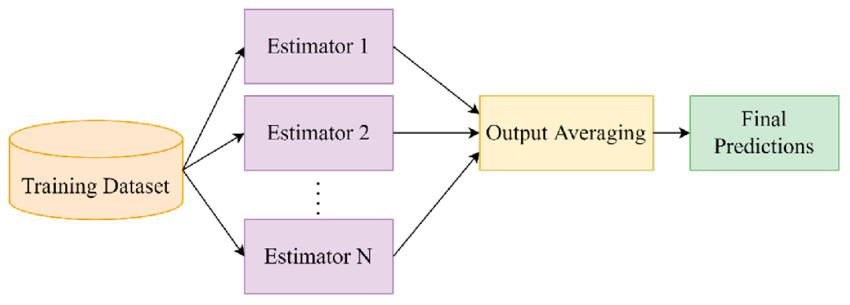 Training Dataset
Estimator 1
Estimator 2
Estimator N
Output Averaging
Final
Predictions